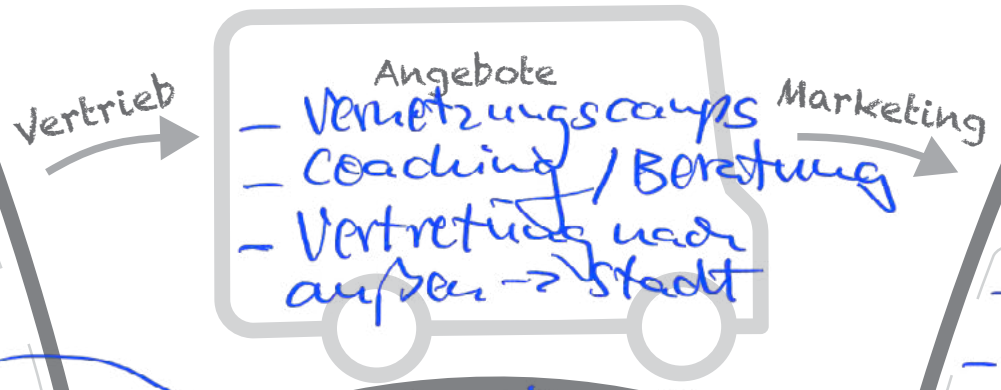 Angebote
Vertrieb
Marketing
- Vernetzungscamps
- Coaching / Beratung
- Vertretung nach
außen -> Stadt